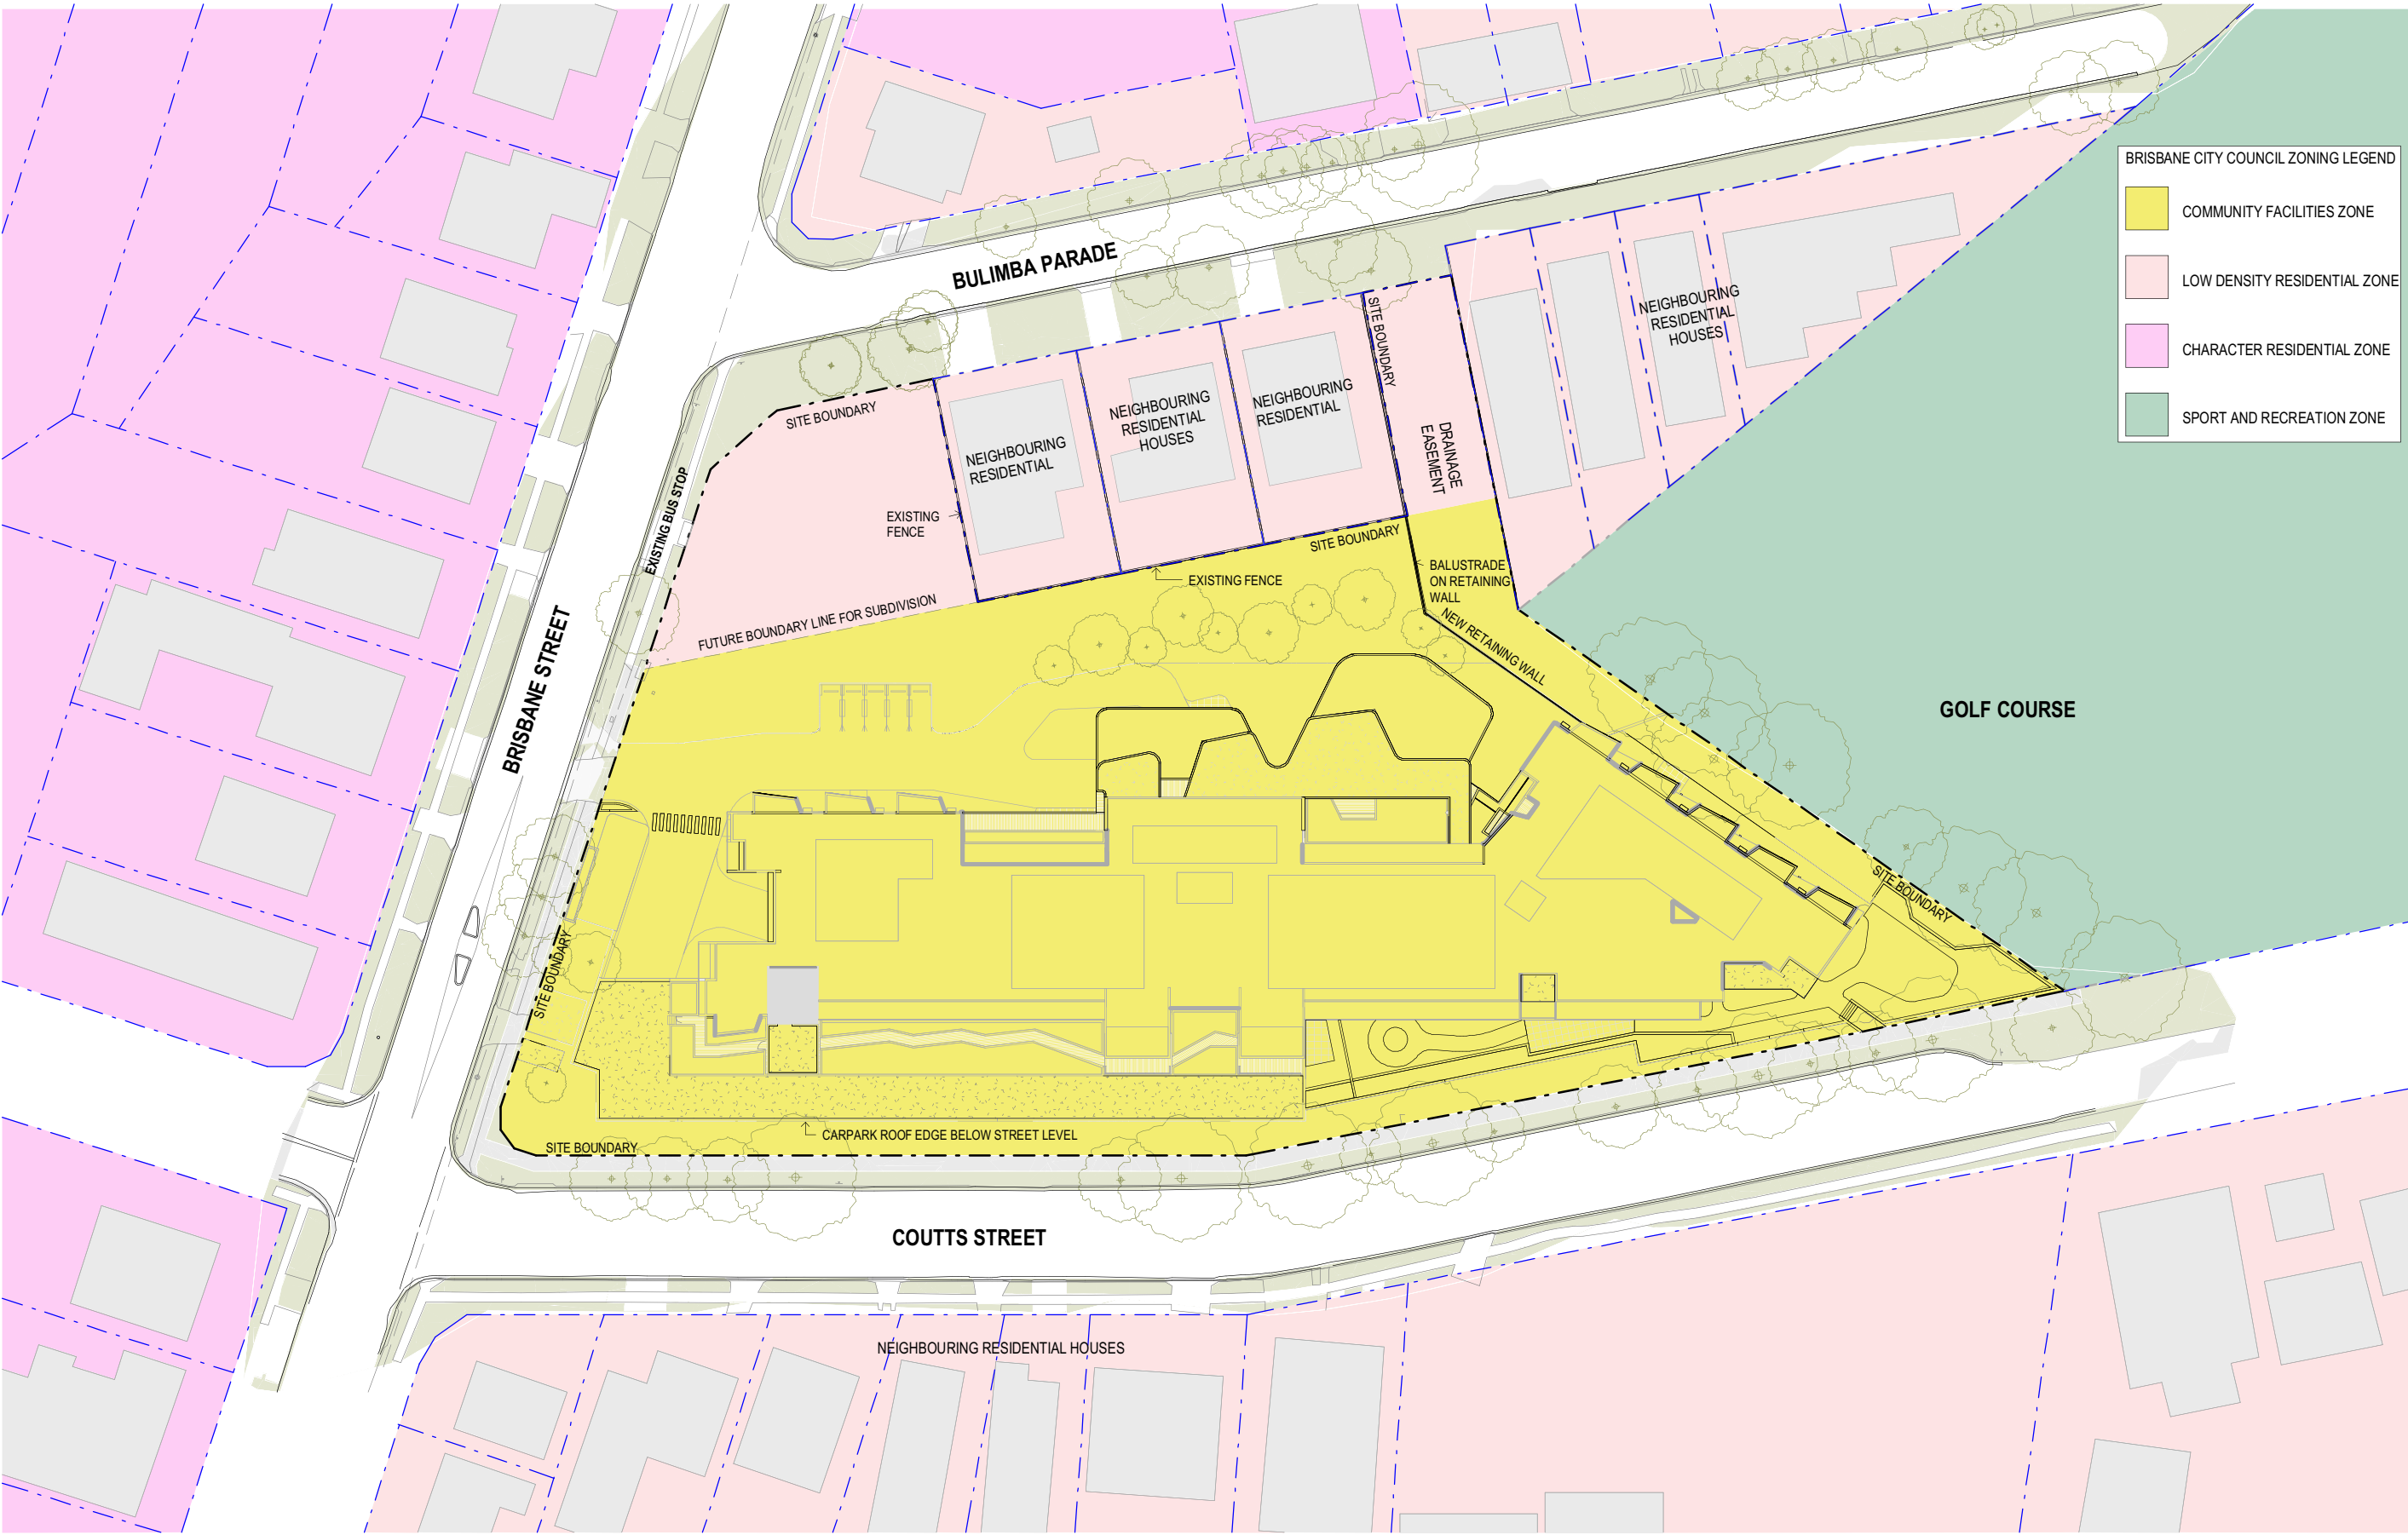 BRISBANE CITY COUNCIL ZONING LEGEND
COMMUNITY FACILITIES ZONE
LOW DENSITY RESIDENTIAL ZONE
CHARACTER RESIDENTIAL ZONE
SPORT AND RECREATION ZONE
BULIMBA PARADE
SITE BOUNDARY
NEIGHBOURING
RESIDENTIAL
HOUSES
SITE BOUNDARY
NEIGHBOURING
RESIDENTIAL
NEIGHBOURING
RESIDENTIAL
HOUSES
NEIGHBOURING
RESIDENTIAL
DRAINAGE
EASEMENT
EXISTING BUS STOP
EXISTING
FENCE
SITE BOUNDARY
EXISTING FENCE
BALUSTRADE
ON RETAINING
WALL
FUTURE BOUNDARY LINE FOR SUBDIVISION
NEW RETAINING WALL
BRISBANE STREET
GOLF COURSE
SITE BOUNDARY
SITE BOUNDARY
CARPARK ROOF EDGE BELOW STREET LEVEL
SITE BOUNDARY
COUTTS STREET
NEIGHBOURING RESIDENTIAL HOUSES